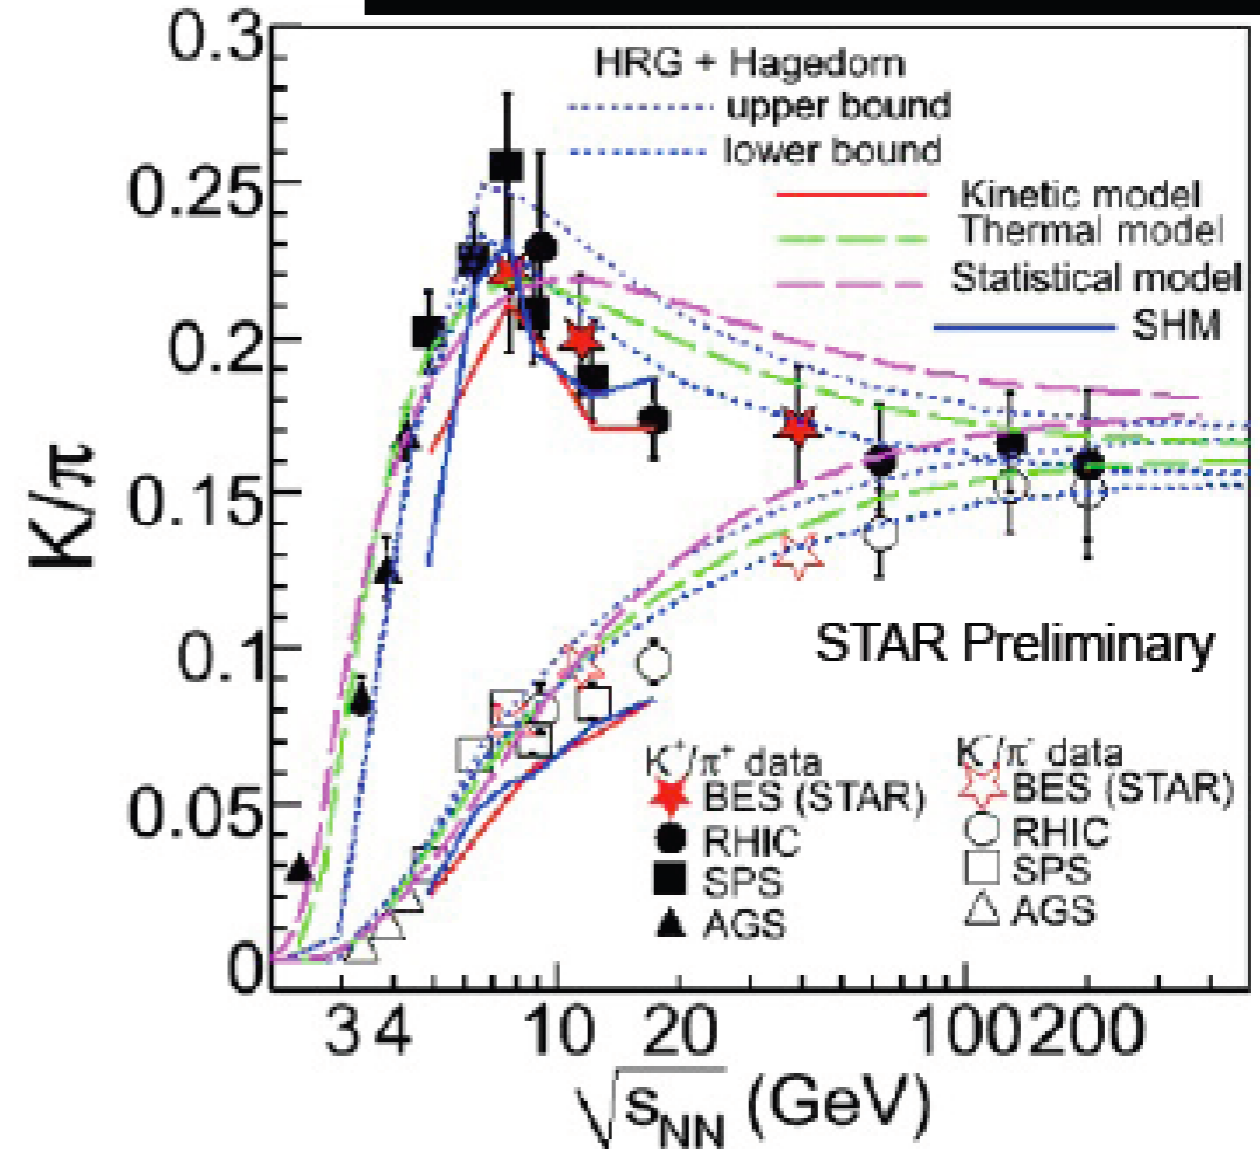 0.3
0.25
0.2
0.15
0.1
0.05
0
K/π
HRG + Hagedorn
upper bound
lower bound
Kinetic model
Thermal model
Statistical model
SHM
STAR Preliminary
K⁺/π⁺ data
BES (STAR)
RHIC
SPS
AGS
K⁻/π⁻ data
BES (STAR)
RHIC
SPS
AGS
3 4 10 20 100 200
√s_NN (GeV)